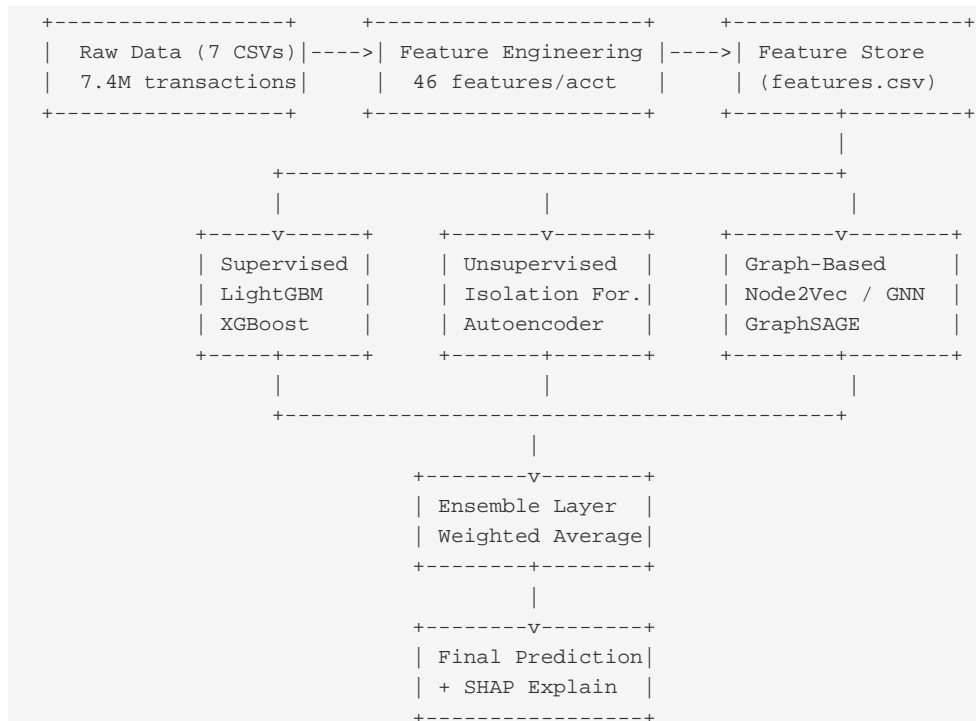 Raw Data (7 CSVs) Feature Engineering Feature Store
7.4M transactions 46 features/acct (features.csv)
Supervised Unsupervised Graph-Based
LightGBM Isolation For. Node2Vec / GNN
XGBoost Autoencoder GraphSAGE
Ensemble Layer
Weighted Average
Final Prediction
+ SHAP Explain